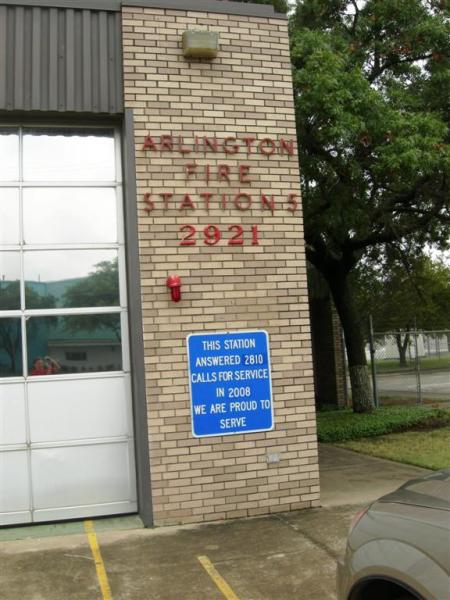 ARLINGTON
FIRE
STATION 5
2921
THIS STATION
ANSWERED 2810
CALLS FOR SERVICE
IN 2008
WE ARE PROUD TO
SERVE